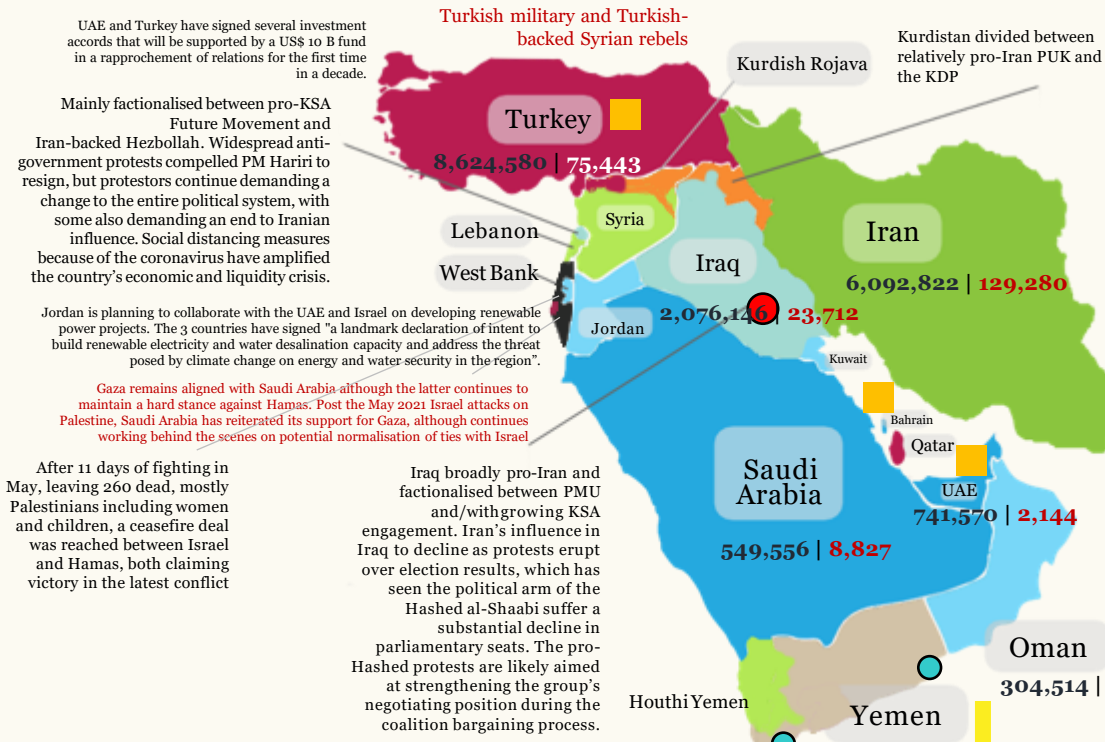 UAE and Turkey have signed several investment
accords that will be supported by a US$ 10 B fund
in a rapprochement of relations for the first time
in a decade.
Turkish military and Turkish-
backed Syrian rebels
Kurdish Rojava
Kurdistan divided between
relatively pro-Iran PUK and
the KDP
Mainly factionalised between pro-KSA
Future Movement and
Iran-backed Hezbollah. Widespread anti-
government protests compelled PM Hariri to
resign, but protestors continue demanding a
change to the entire political system, with
some also demanding an end to Iranian
influence. Social distancing measures
because of the coronavirus have amplified
the country's economic and liquidity crisis.
Turkey
8,624,580 | 75,443
Syria
Lebanon
West Bank
Iraq
2,076,146 | 23,712
Iran
6,092,822 | 129,280
Jordan
Kuwait
Jordan is planning to collaborate with the UAE and Israel on developing renewable
power projects. The 3 countries have signed "a landmark declaration of intent to
build renewable electricity and water desalination capacity and address the threat
posed by climate change on energy and water security in the region”.
Gaza remains aligned with Saudi Arabia although the latter continues to
maintain a hard stance against Hamas. Post the May 2021 Israel attacks on
Palestine, Saudi Arabia has reiterated its support for Gaza, although continues
working behind the scenes on potential normalisation of ties with Israel
Bahrain
Qatar
UAE
741,570 | 2,144
Saudi
Arabia
549,556 | 8,827
After 11 days of fighting in
May, leaving 260 dead, mostly
Palestinians including women
and children, a ceasefire deal
was reached between Israel
and Hamas, both claiming
victory in the latest conflict
Iraq broadly pro-Iran and
factionalised between PMU
and/withgrowing KSA
engagement. Iran's influence in
Iraq to decline as protests erupt
over election results, which has
seen the political arm of the
Hashed al-Shaabi suffer a
substantial decline in
parliamentary seats. The pro-
Hashed protests are likely aimed
at strengthening the group's
negotiating position during the
coalition bargaining process.
Oman
304,514 |
Houthi Yemen
Yemen